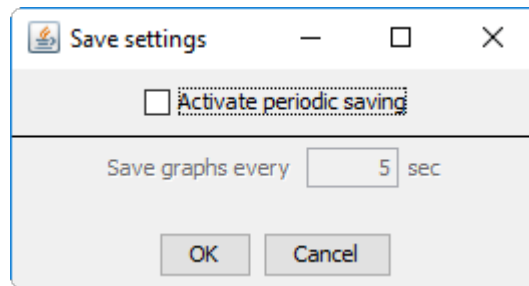 Save settings
Activate periodic saving
Save graphs every 5 sec
OK Cancel